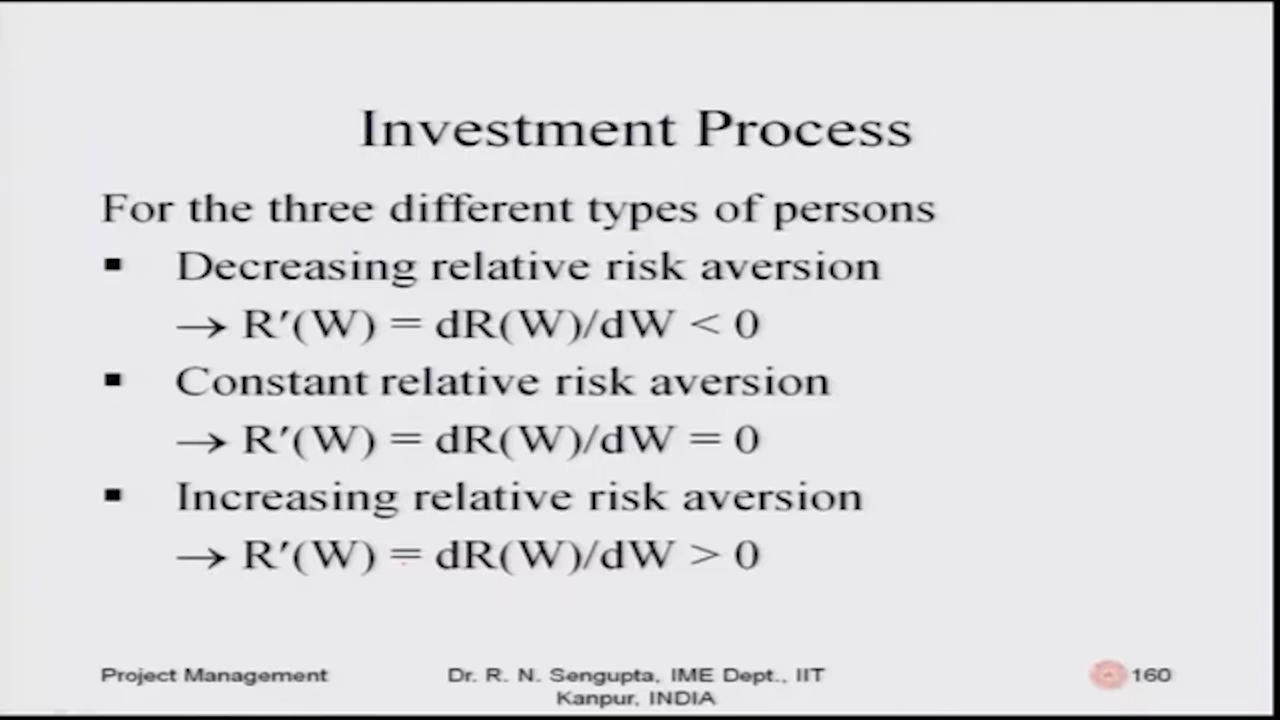 Investment Process
For the three different types of persons
▪ Decreasing relative risk aversion
→ R′(W) = dR(W)/dW < 0
▪ Constant relative risk aversion
→ R′(W) = dR(W)/dW = 0
▪ Increasing relative risk aversion
→ R′(W) = dR(W)/dW > 0
Project Management
Dr. R. N. Sengupta, IME Dept., IIT
Kanpur, INDIA
160